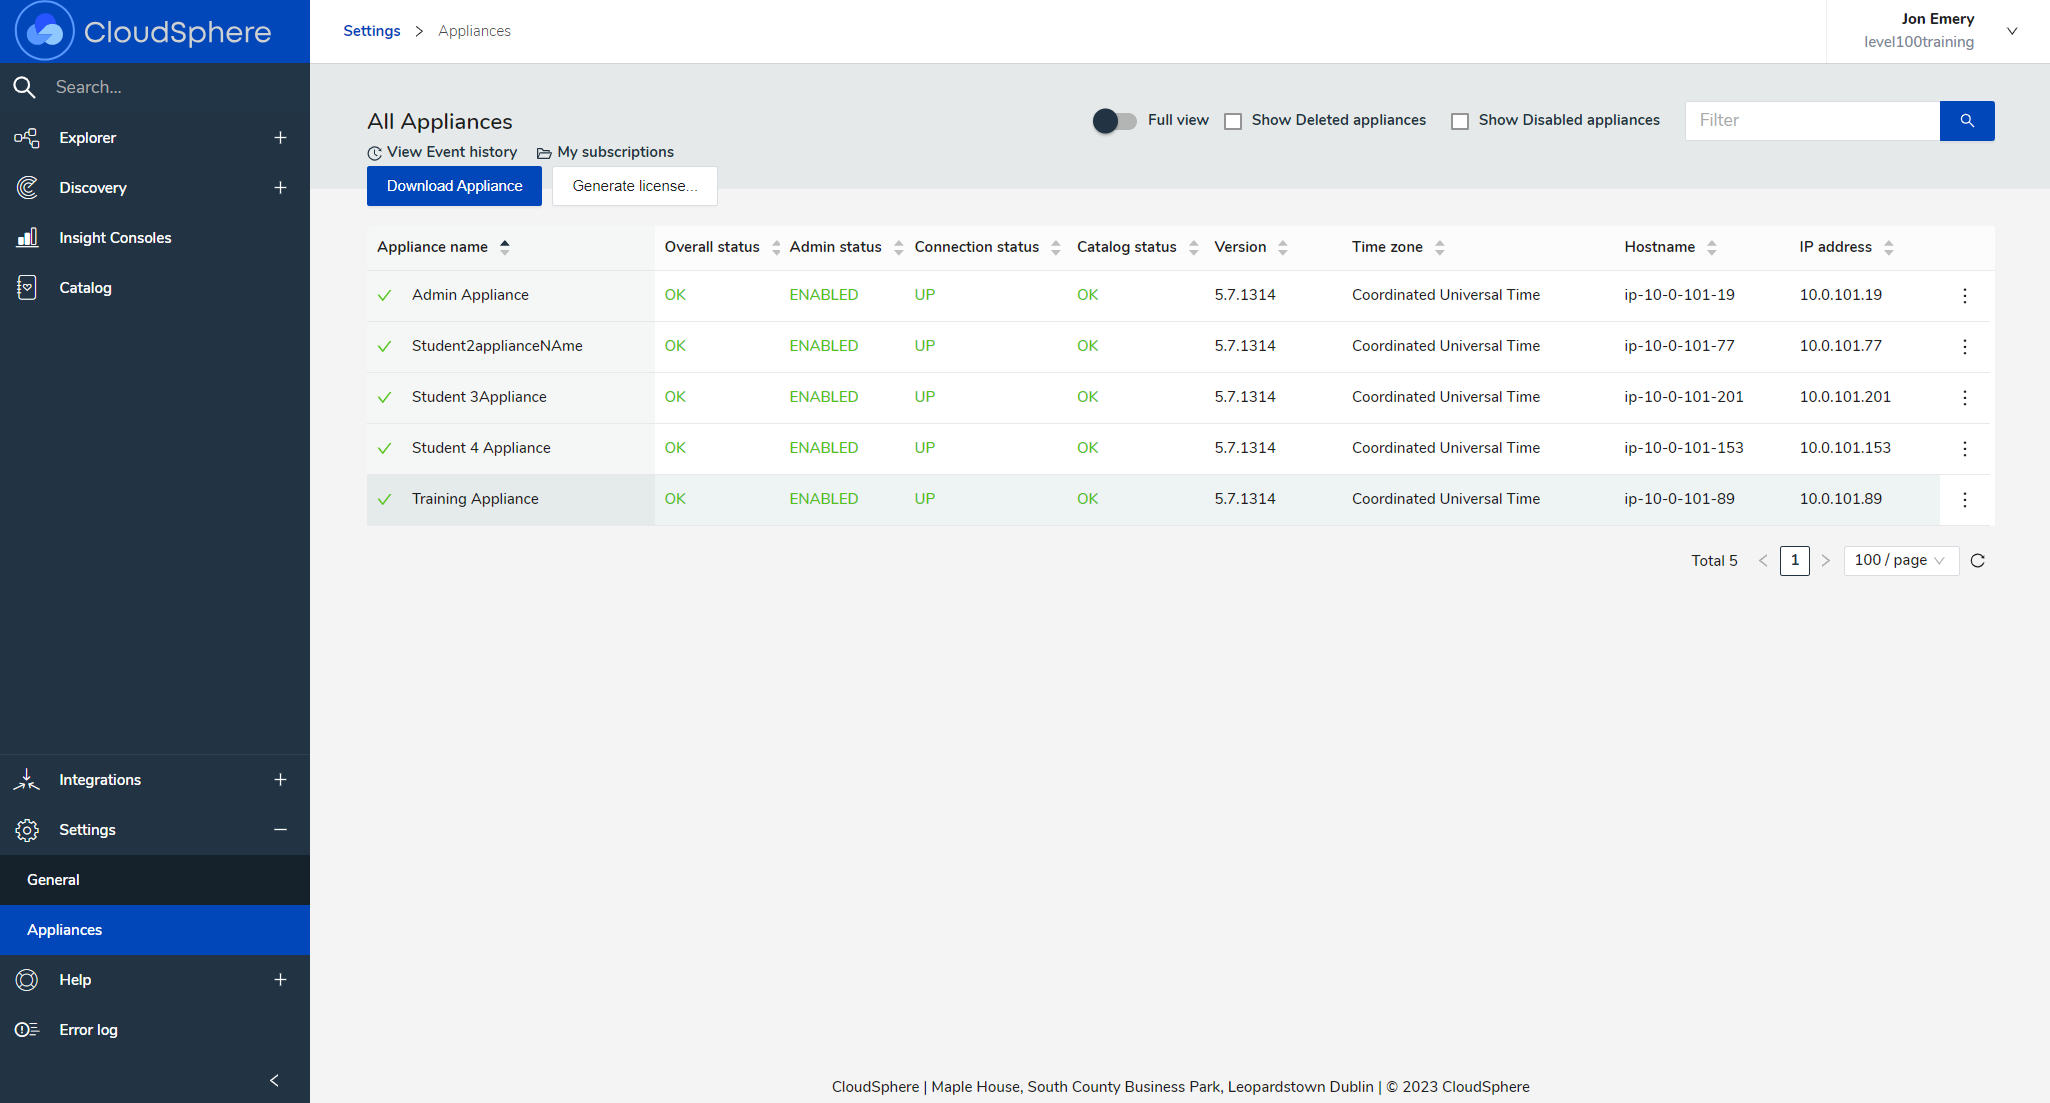 CloudSphere
Settings > Appliances
Jon Emery
level100training
Search...
Explorer
Discovery
Insight Consoles
Catalog
Integrations
Settings
General
Appliances
Help
Error log
All Appliances
Full view Show Deleted appliances Show Disabled appliances Filter
View Event history My subscriptions
Download Appliance Generate license...
Appliance name Overall status Admin status Connection status Catalog status Version Time zone Hostname IP address
Admin Appliance OK ENABLED UP OK 5.7.1314 Coordinated Universal Time ip-10-0-101-19 10.0.101.19
Student2applianceNAme OK ENABLED UP OK 5.7.1314 Coordinated Universal Time ip-10-0-101-77 10.0.101.77
Student 3Appliance OK ENABLED UP OK 5.7.1314 Coordinated Universal Time ip-10-0-101-201 10.0.101.201
Student 4 Appliance OK ENABLED UP OK 5.7.1314 Coordinated Universal Time ip-10-0-101-153 10.0.101.153
Training Appliance OK ENABLED UP OK 5.7.1314 Coordinated Universal Time ip-10-0-101-89 10.0.101.89
Total 5 < 1 > 100 / page
CloudSphere | Maple House, South County Business Park, Leopardstown Dublin | © 2023 CloudSphere